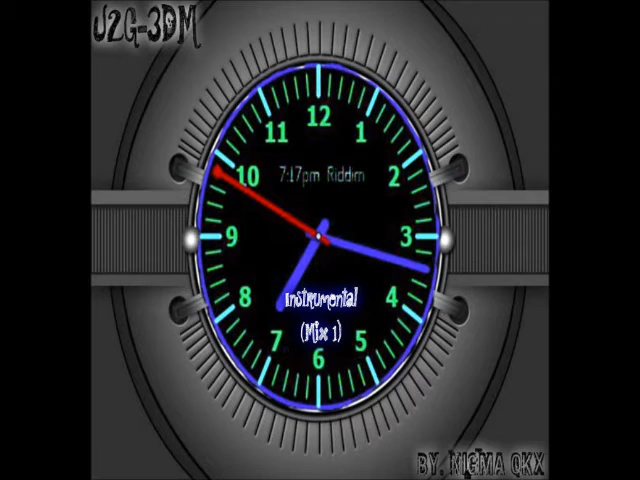 J2G-3DM
12
11
1
10
7:17pm Riddim
2
9
3
8
Instrumental
4
(Mix 1)
7
5
6
BY. NIGMA QKX